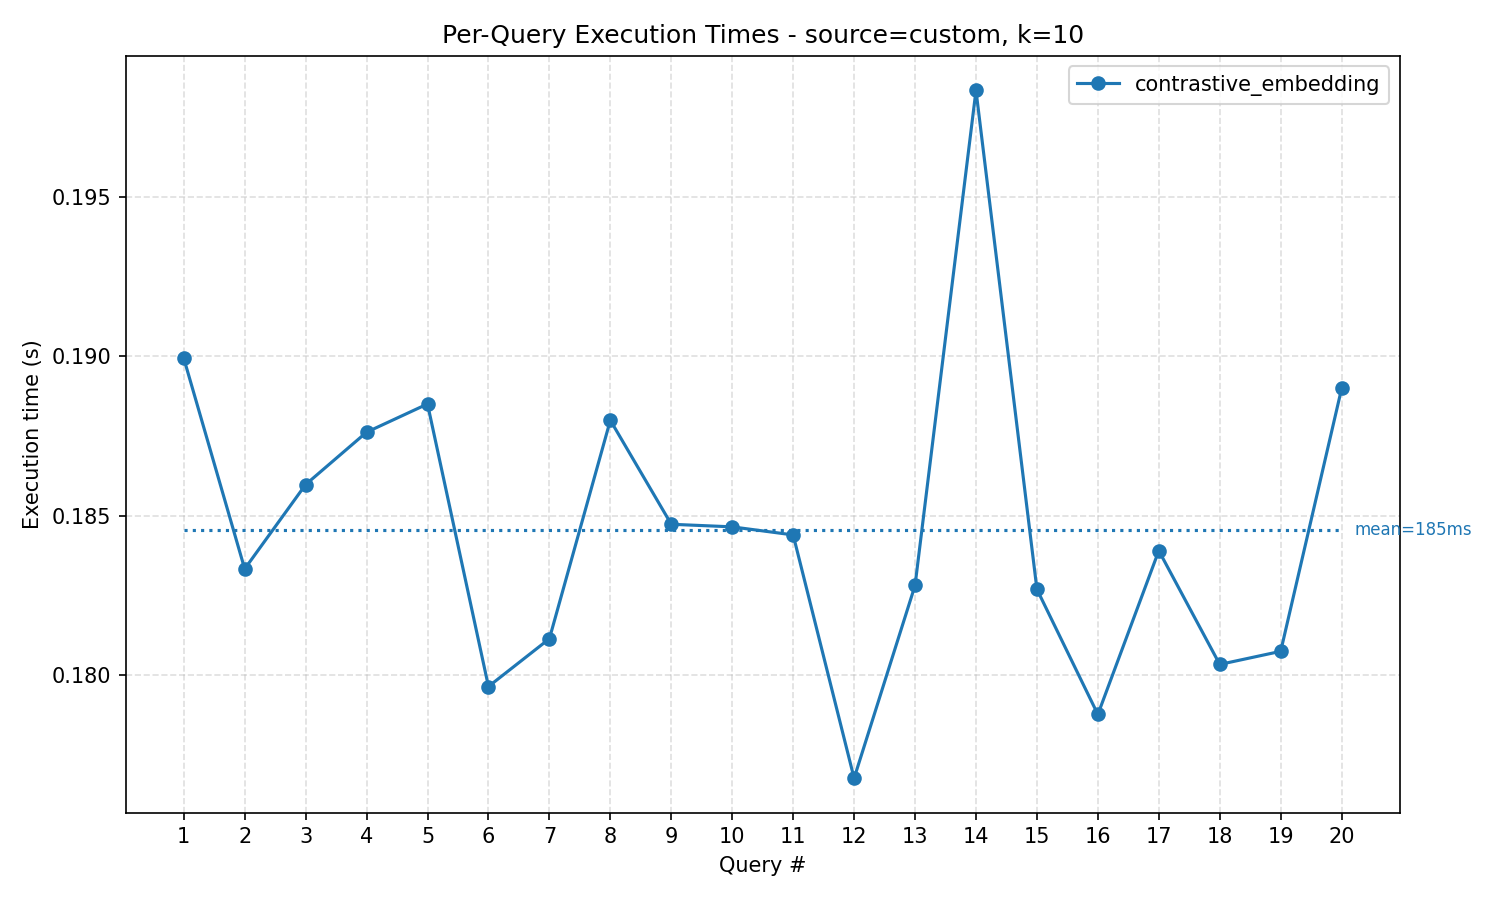 Per-Query Execution Times - source=custom, k=10
contrastive_embedding
0.195
0.190
0.185
0.180
Execution time (s)
mean=185ms
1 2 3 4 5 6 7 8 9 10 11 12 13 14 15 16 17 18 19 20
Query #